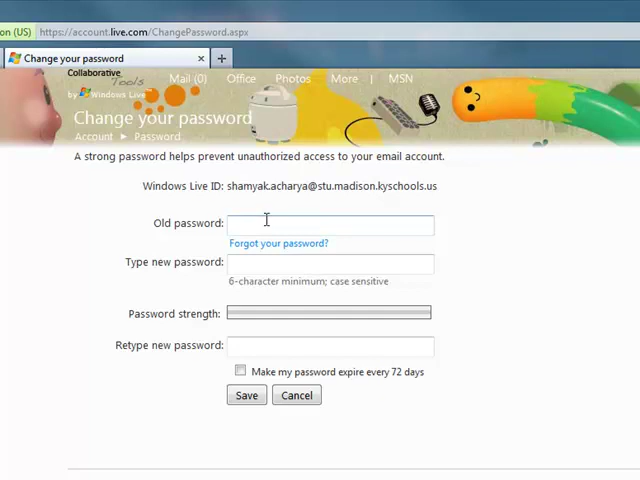 on (US) https://account.live.com/ChangePassword.aspx
Change your password x +
Collaborative Tools
by Windows Live
Mail (0) Office Photos More MSN
Change your password
Account ► Password
A strong password helps prevent unauthorized access to your email account.
Windows Live ID: shamyak.acharya@stu.madison.kyschools.us
Old password:
Forgot your password?
Type new password:
6-character minimum; case sensitive
Password strength:
Retype new password:
Make my password expire every 72 days
Save Cancel